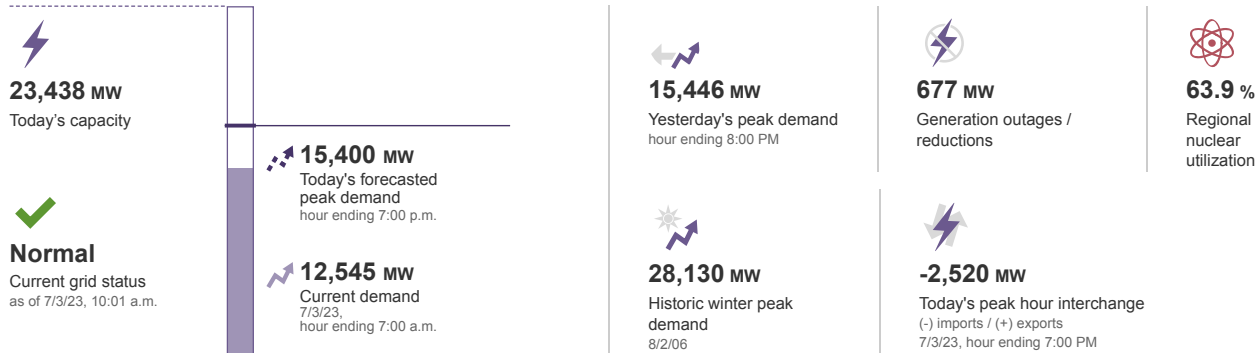 23,438 MW
Today's capacity
Normal
Current grid status
as of 7/3/23, 10:01 a.m.
15,400 MW
Today's forecasted
peak demand
hour ending 7:00 p.m.
12,545 MW
Current demand
7/3/23,
hour ending 7:00 a.m.
15,446 MW
Yesterday's peak demand
hour ending 8:00 PM
677 MW
Generation outages /
reductions
63.9 %
Regional
nuclear
utilization
28,130 MW
Historic winter peak
demand
8/2/06
-2,520 MW
Today's peak hour interchange
(-) imports / (+) exports
7/3/23, hour ending 7:00 PM